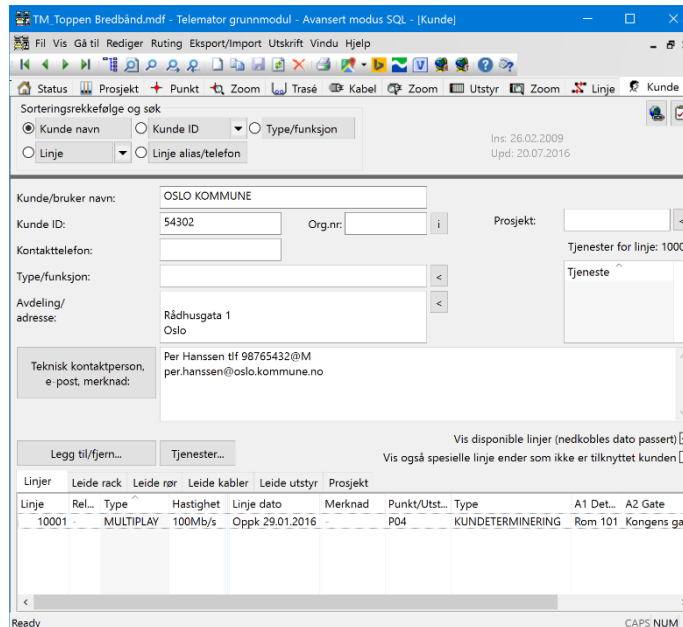 TM_Toppen Bredbånd.mdf - Telemator grunnmodul - Avansert modus SQL - [Kunde]
Fil Vis Gå til Rediger Ruting Eksport/Import Utskrift Vindu Hjelp
Status Prosjekt Punkt Zoom Trasé Kabel Zoom Utstyr Zoom Linje Kunde
Sorteringsrekkefølge og søk
Kunde navn Kunde ID Type/funksjon
Linje Linje alias/telefon
Ins: 26.02.2009
Upd: 20.07.2016
Kunde/bruker navn: OSLO KOMMUNE
Kunde ID: 54302 Org.nr: i Prosjekt: <
Kontakttelefon: Tjenester for linje: 1000
Type/funksjon: < Tjeneste
Avdeling/ <
adresse: Rådhusgata 1
Oslo
Teknisk kontaktperson, Per Hanssen tlf 98765432@M
e-post, merknad: per.hanssen@oslo.kommune.no
Vis disponible linjer (nedkobles dato passert)
Legg til/fjern... Tjenester... Vis også spesielle linje ender som ikke er tilknyttet kunden
Linjer Leide rack Leide rør Leide kabler Leide utstyr Prosjekt
Linje Rel... Type Hastighet Linje dato Merknad Punkt/Utst... Type A1 Det... A2 Gate
10001 - MULTIPLAY 100Mb/s Oppk 29.01.2016 - P04 KUNDETERMINERING Rom 101 Kongens ga
Ready CAPS NUM